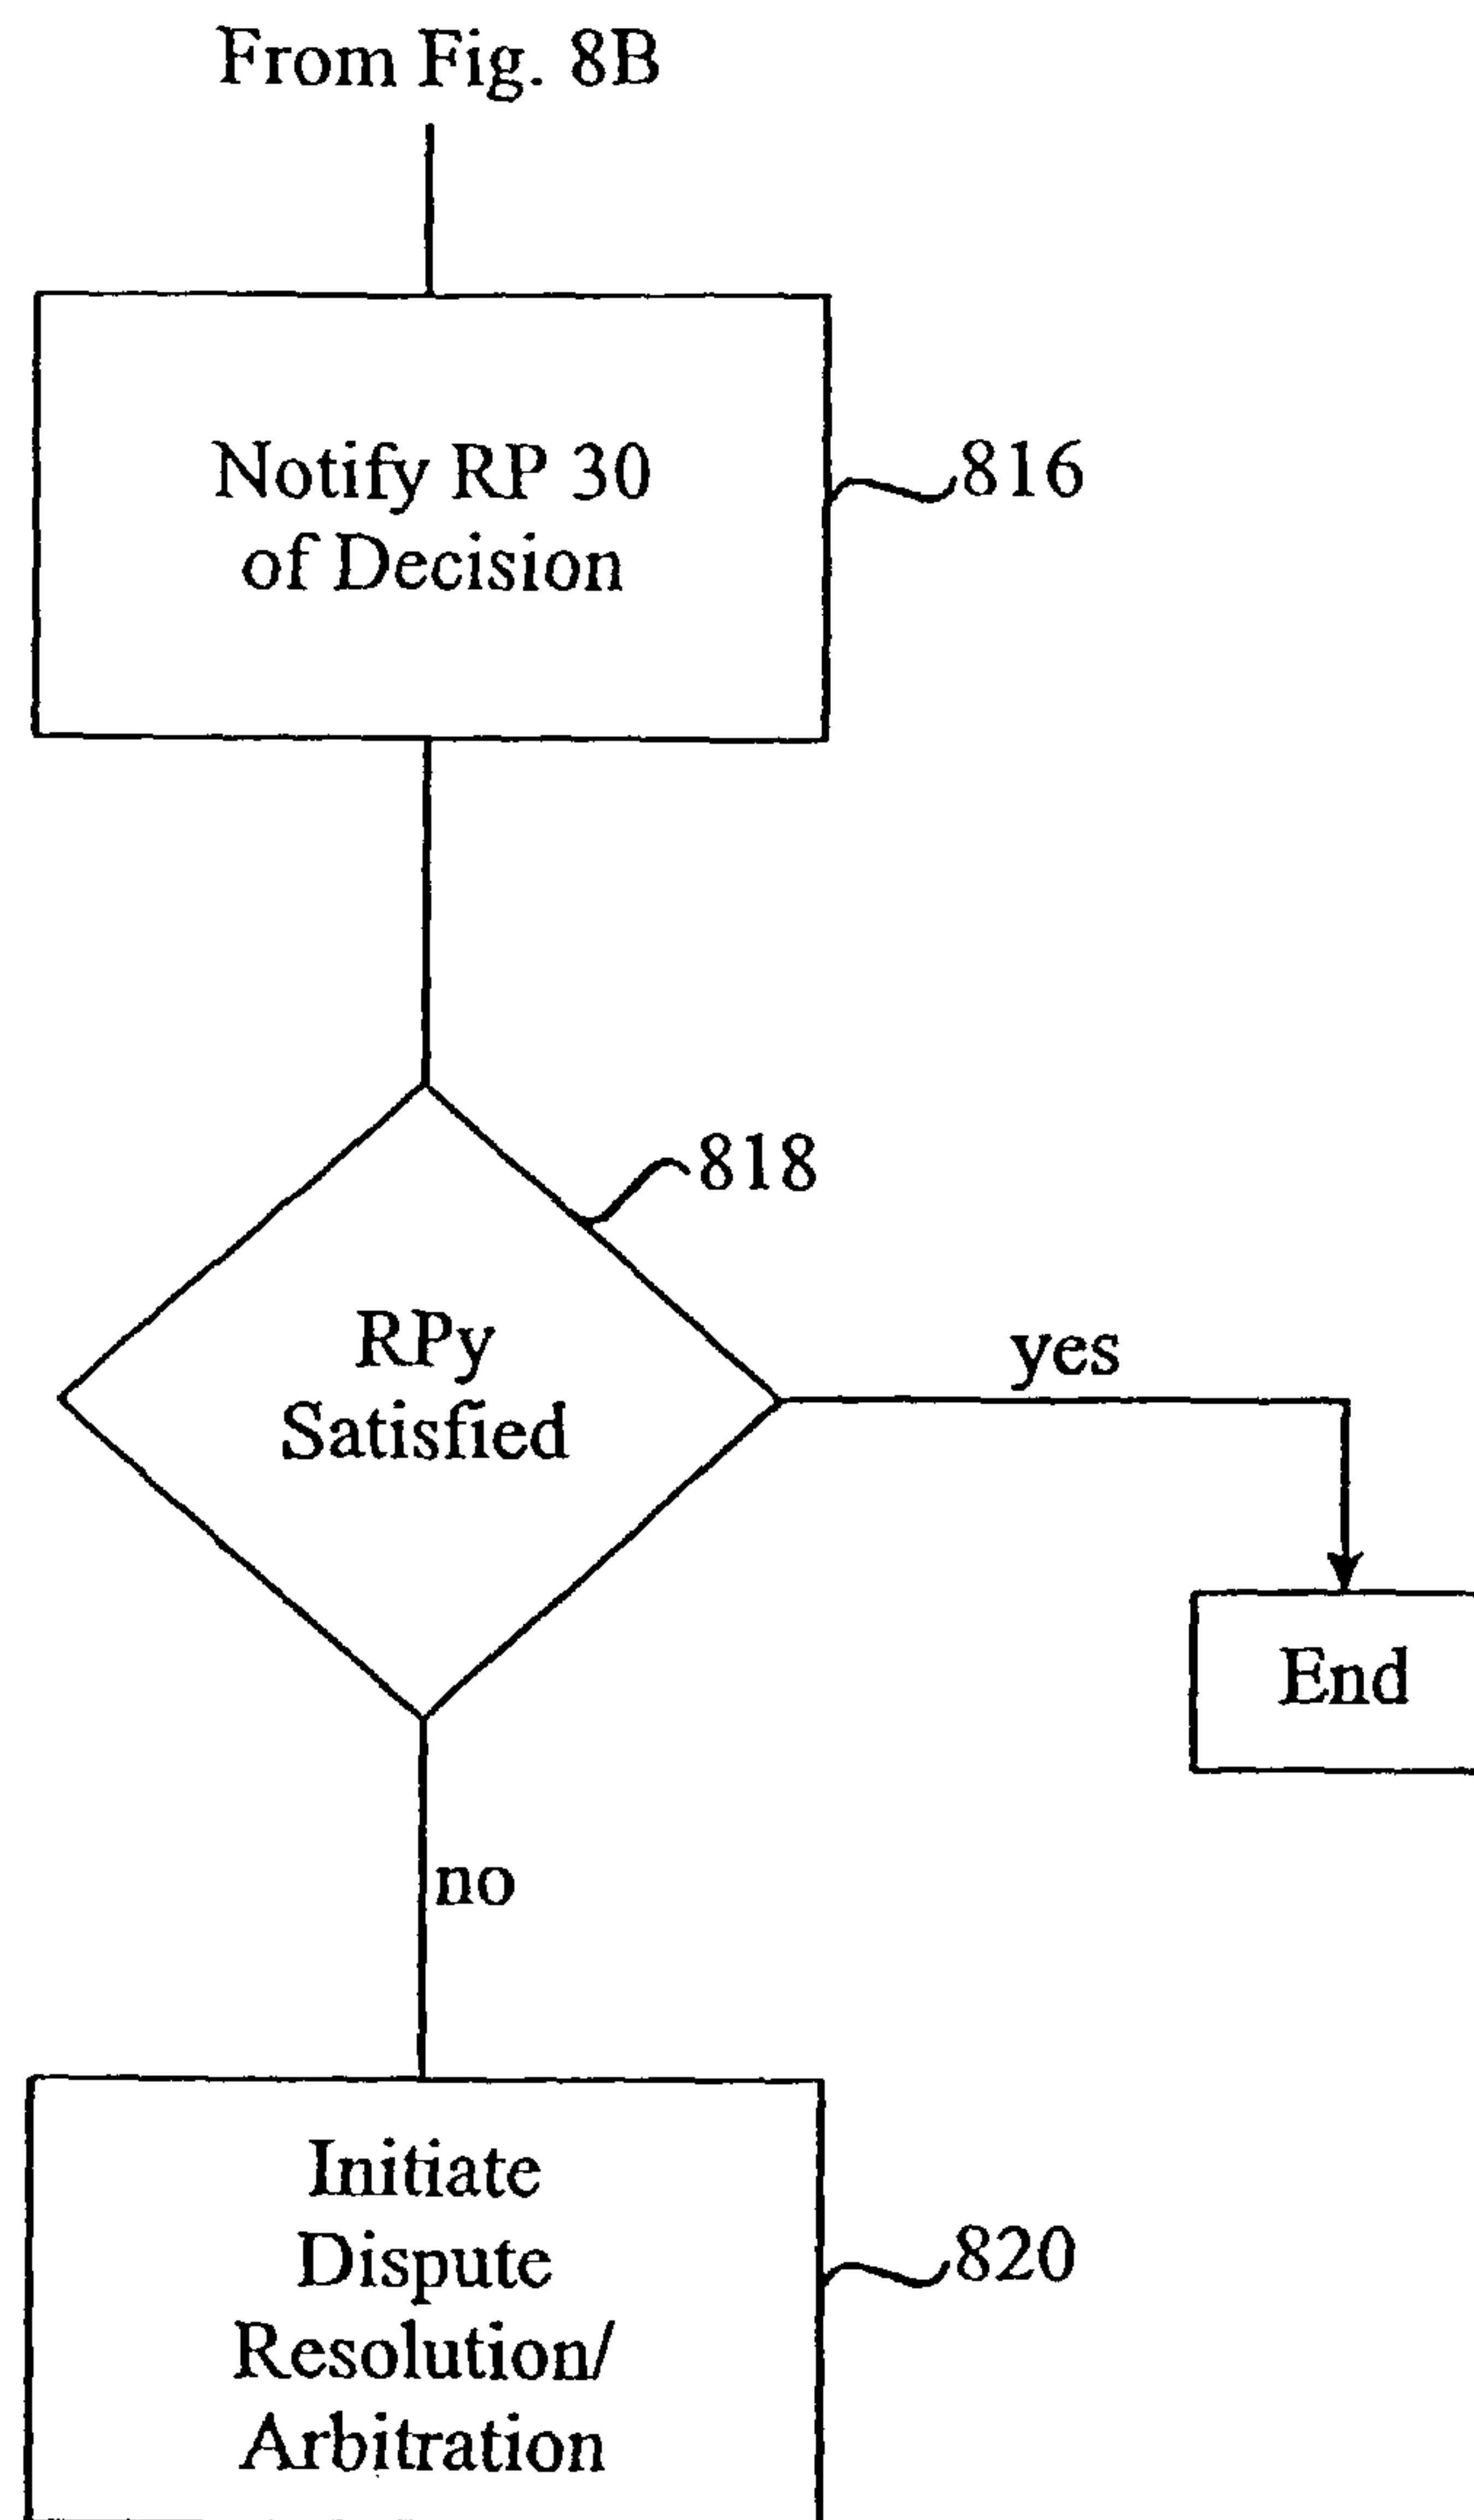 From Fig. 8B
Notify RP 30
of Decision
816
818
RPy
Satisfied
yes
End
no
Initiate
Dispute
Resolution/
Arbitration
820